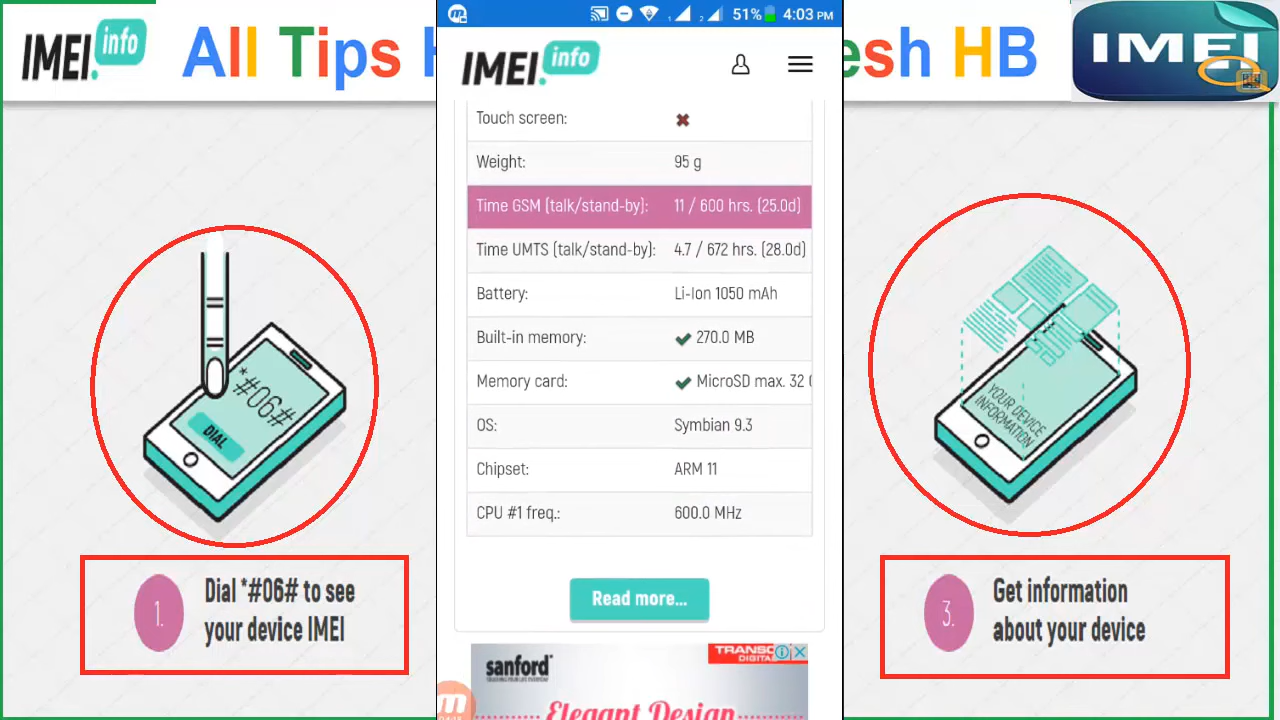 IMEI.info
All Tips H
esh HB
IMEI
51% 4:03 PM
IMEI.info
Touch screen:
Weight: 95 g
Time GSM (talk/stand-by): 11 / 600 hrs. (25.0d)
Time UMTS (talk/stand-by): 4.7 / 672 hrs. (28.0d)
Battery: Li-Ion 1050 mAh
Built-in memory: 270.0 MB
Memory card: MicroSD max. 32
OS: Symbian 9.3
Chipset: ARM 11
CPU #1 freq.: 600.0 MHz
Read more...
sanford
TRANSC
DIGITA
Elegant Design
*#06#
DIAL
1.
Dial *#06# to see
your device IMEI
YOUR DEVICE
INFORMATION
3.
Get information
about your device